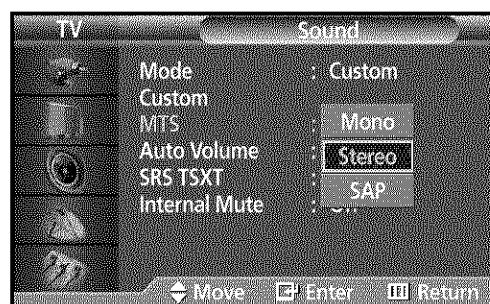 TV Sound
Mode : Custom
Custom
MTS : Mono
Auto Volume : Stereo
SRS TSXT : SAP
Internal Mute :
Move Enter Return